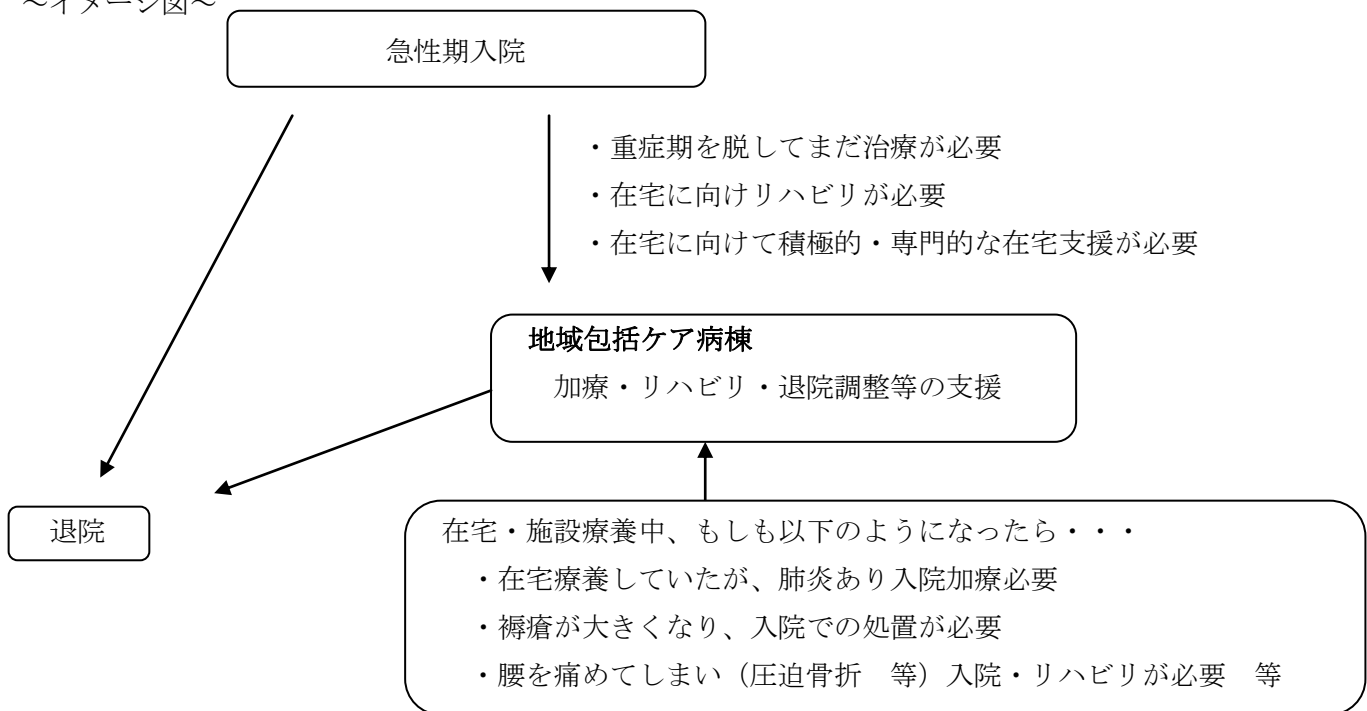 ～イメージ図～
急性期入院
・重症期を脱してまだ治療が必要
・在宅に向けリハビリが必要
・在宅に向けて積極的・専門的な在宅支援が必要
地域包括ケア病棟
加療・リハビリ・退院調整等の支援
退院
在宅・施設療養中、もしも以下のようになったら・・・
・在宅療養していたが、肺炎あり入院加療必要
・褥瘡が大きくなり、入院での処置が必要
・腰を痛めてしまい（圧迫骨折　等）入院・リハビリが必要　等